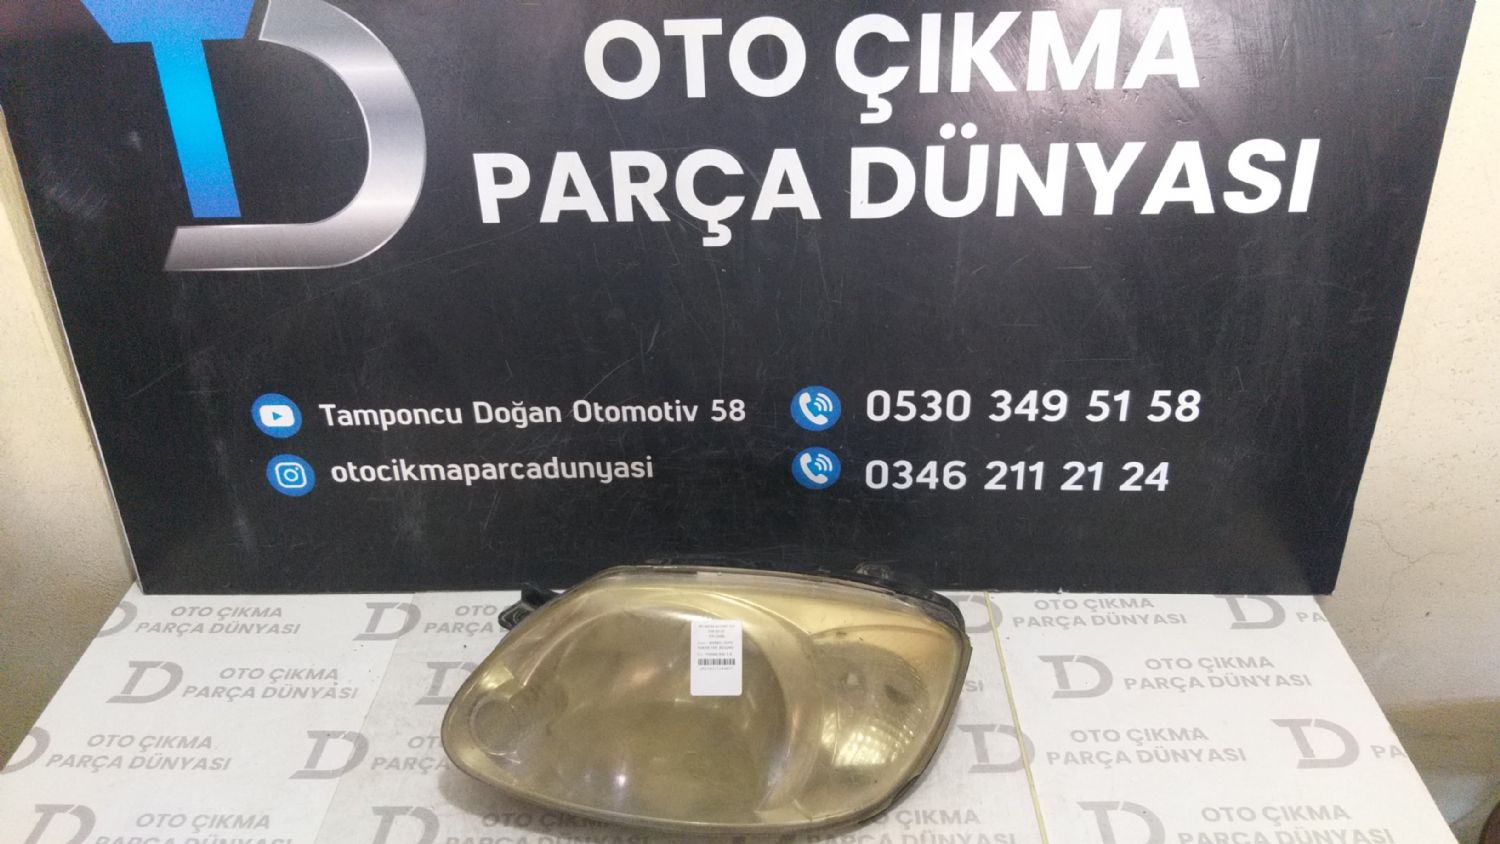 OTO ÇIKMA
PARÇA DÜNYASI
Tamponcu Doğan Otomotiv 58
0530 349 51 58
otocikmaparcadunyasi
0346 211 21 24
OTO ÇIKMA
PARÇA DÜNYASI
OTO ÇIKMA
PARÇA DÜNYASI
OTO ÇIKMA
PARÇA DÜNYASI
OTO ÇIKMA
PARÇA DÜNYASI
OTO ÇIKMA
PARÇA DÜNYASI
OTO ÇIKMA
PARÇA DÜNYASI
OTO ÇIKMA
OTO ÇIKMA